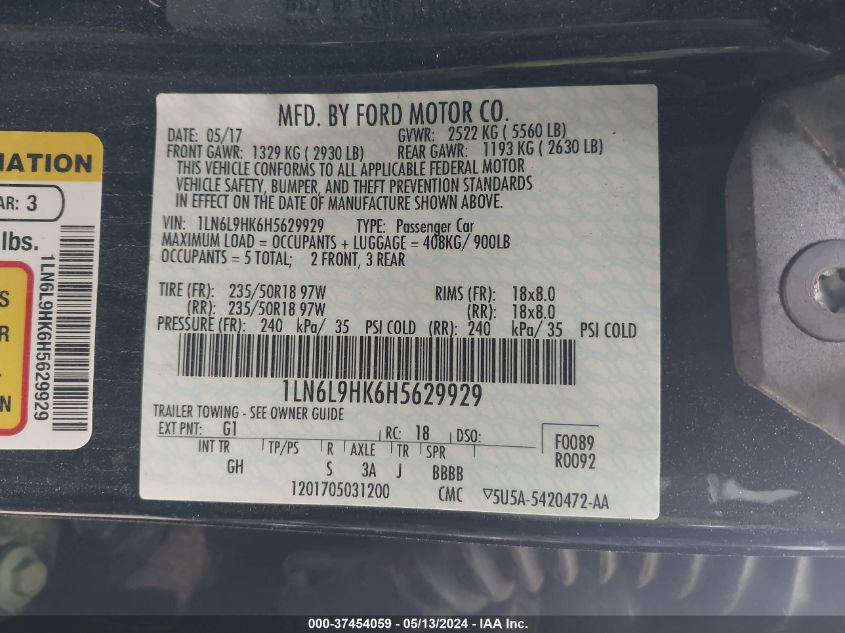 MFD. BY FORD MOTOR CO.
DATE: 05/17 GVWR: 2522 KG ( 5560 LB)
FRONT GAWR: 1329 KG ( 2930 LB) REAR GAWR: 1193 KG ( 2630 LB)
THIS VEHICLE CONFORMS TO ALL APPLICABLE FEDERAL MOTOR
VEHICLE SAFETY, BUMPER, AND THEFT PREVENTION STANDARDS
IN EFFECT ON THE DATE OF MANUFACTURE SHOWN ABOVE.
VIN: 1LN6L9HK6H5629929 TYPE: Passenger Car
MAXIMUM LOAD = OCCUPANTS + LUGGAGE = 408KG/ 900LB
OCCUPANTS = 5 TOTAL; 2 FRONT, 3 REAR
TIRE (FR): 235/50R18 97W RIMS (FR): 18x8.0
(RR): 235/50R18 97W (RR): 18x8.0
PRESSURE (FR): 240 kPa/ 35 PSI COLD (RR): 240 kPa/ 35 PSI COLD
1LN6L9HK6H5629929
TRAILER TOWING - SEE OWNER GUIDE
EXT PNT: G1 RC: 18 DSO: F0089
R0092
INT TR TP/PS R AXLE TR SPR
GH S 3A J BBBB
1201705031200 CMC ▽5U5A-5420472-AA
MATION
AR: 3
lbs.
S
R
.
N
1LN6L9HK6H5629929
000-37454059 - 05/13/2024 - IAA Inc.